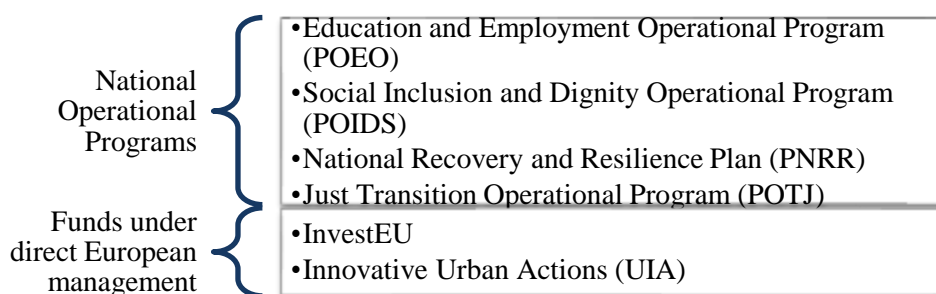 National
Operational
Programs
•Education and Employment Operational Program
(POEO)
•Social Inclusion and Dignity Operational Program
(POIDS)
•National Recovery and Resilience Plan (PNRR)
•Just Transition Operational Program (POTJ)
Funds under
direct European
management
•InvestEU
•Innovative Urban Actions (UIA)